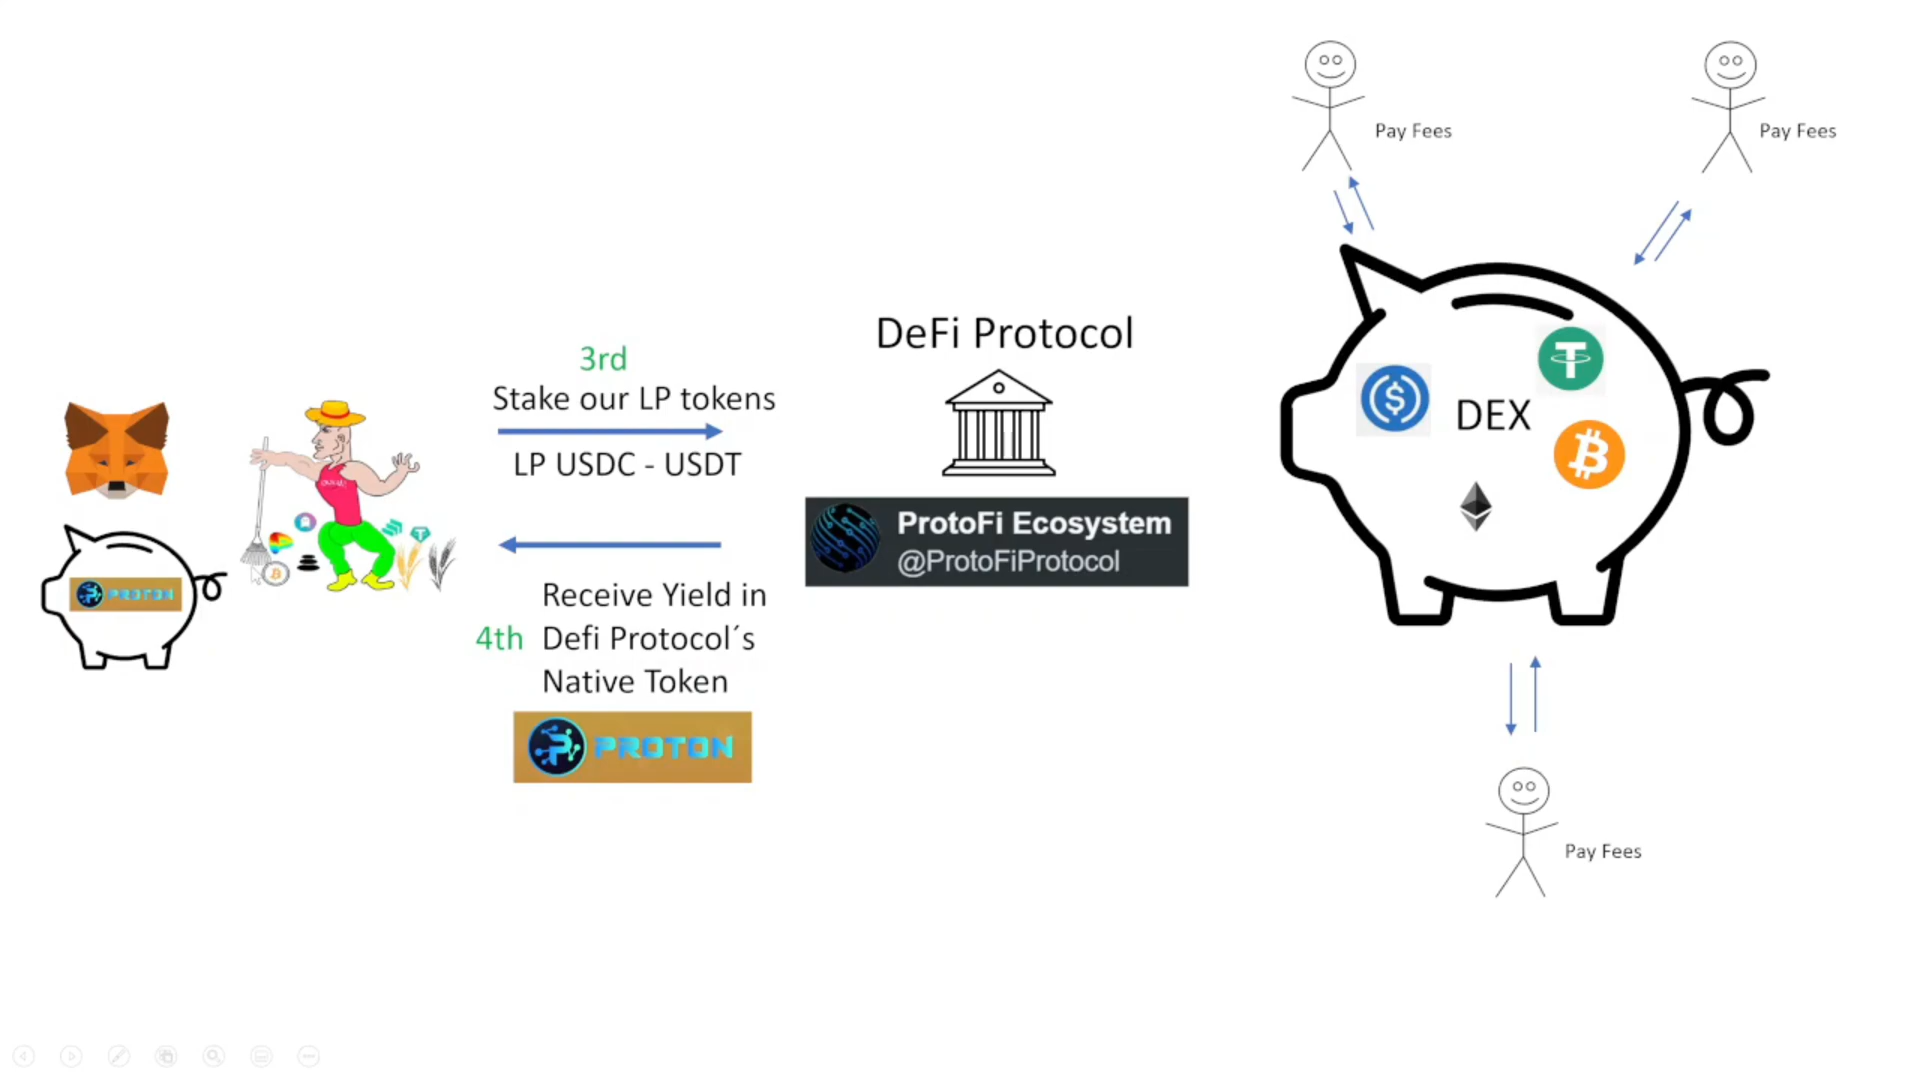 Pay Fees
Pay Fees
DeFi Protocol
3rd
Stake our LP tokens
LP USDC - USDT
DEX
ProtoFi Ecosystem
@ProtoFiProtocol
PROTON
Receive Yield in
4th Defi Protocol´s
Native Token
PROTON
Pay Fees